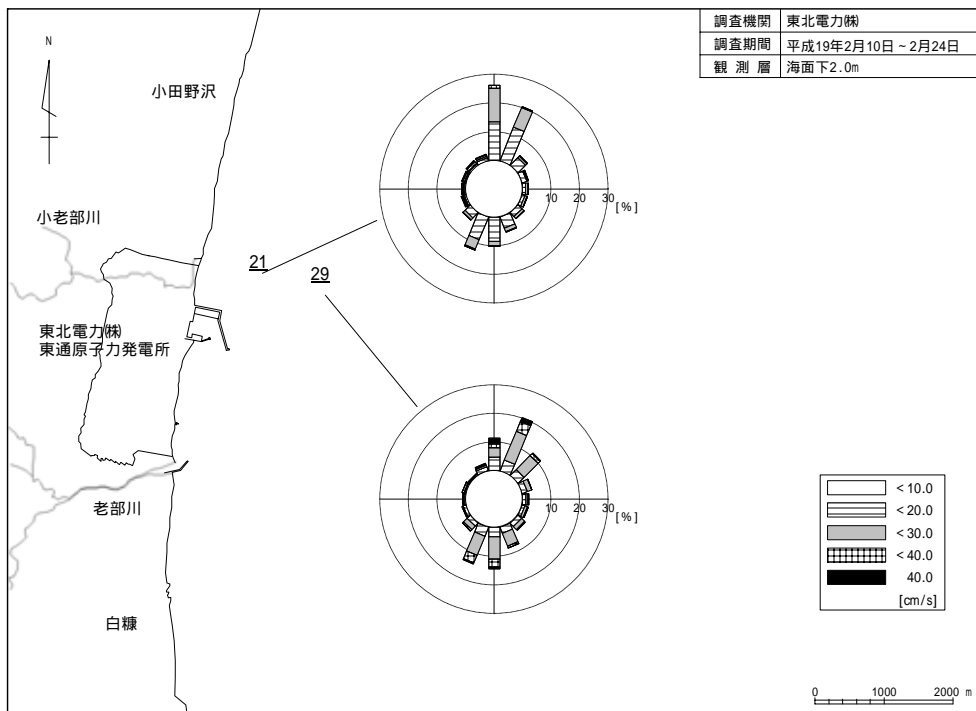 調査機関 東北電力㈱
調査期間 平成19年2月10日~2月24日
観測層 海面下2.0m
N
小田野沢
10 20 30 [%]
小老部川
21
29
東北電力㈱
東通原子力発電所
10 20 30 [%]
老部川
白糠
<10.0
<20.0
<30.0
<40.0
40.0
[cm/s]
0 1000 2000 m